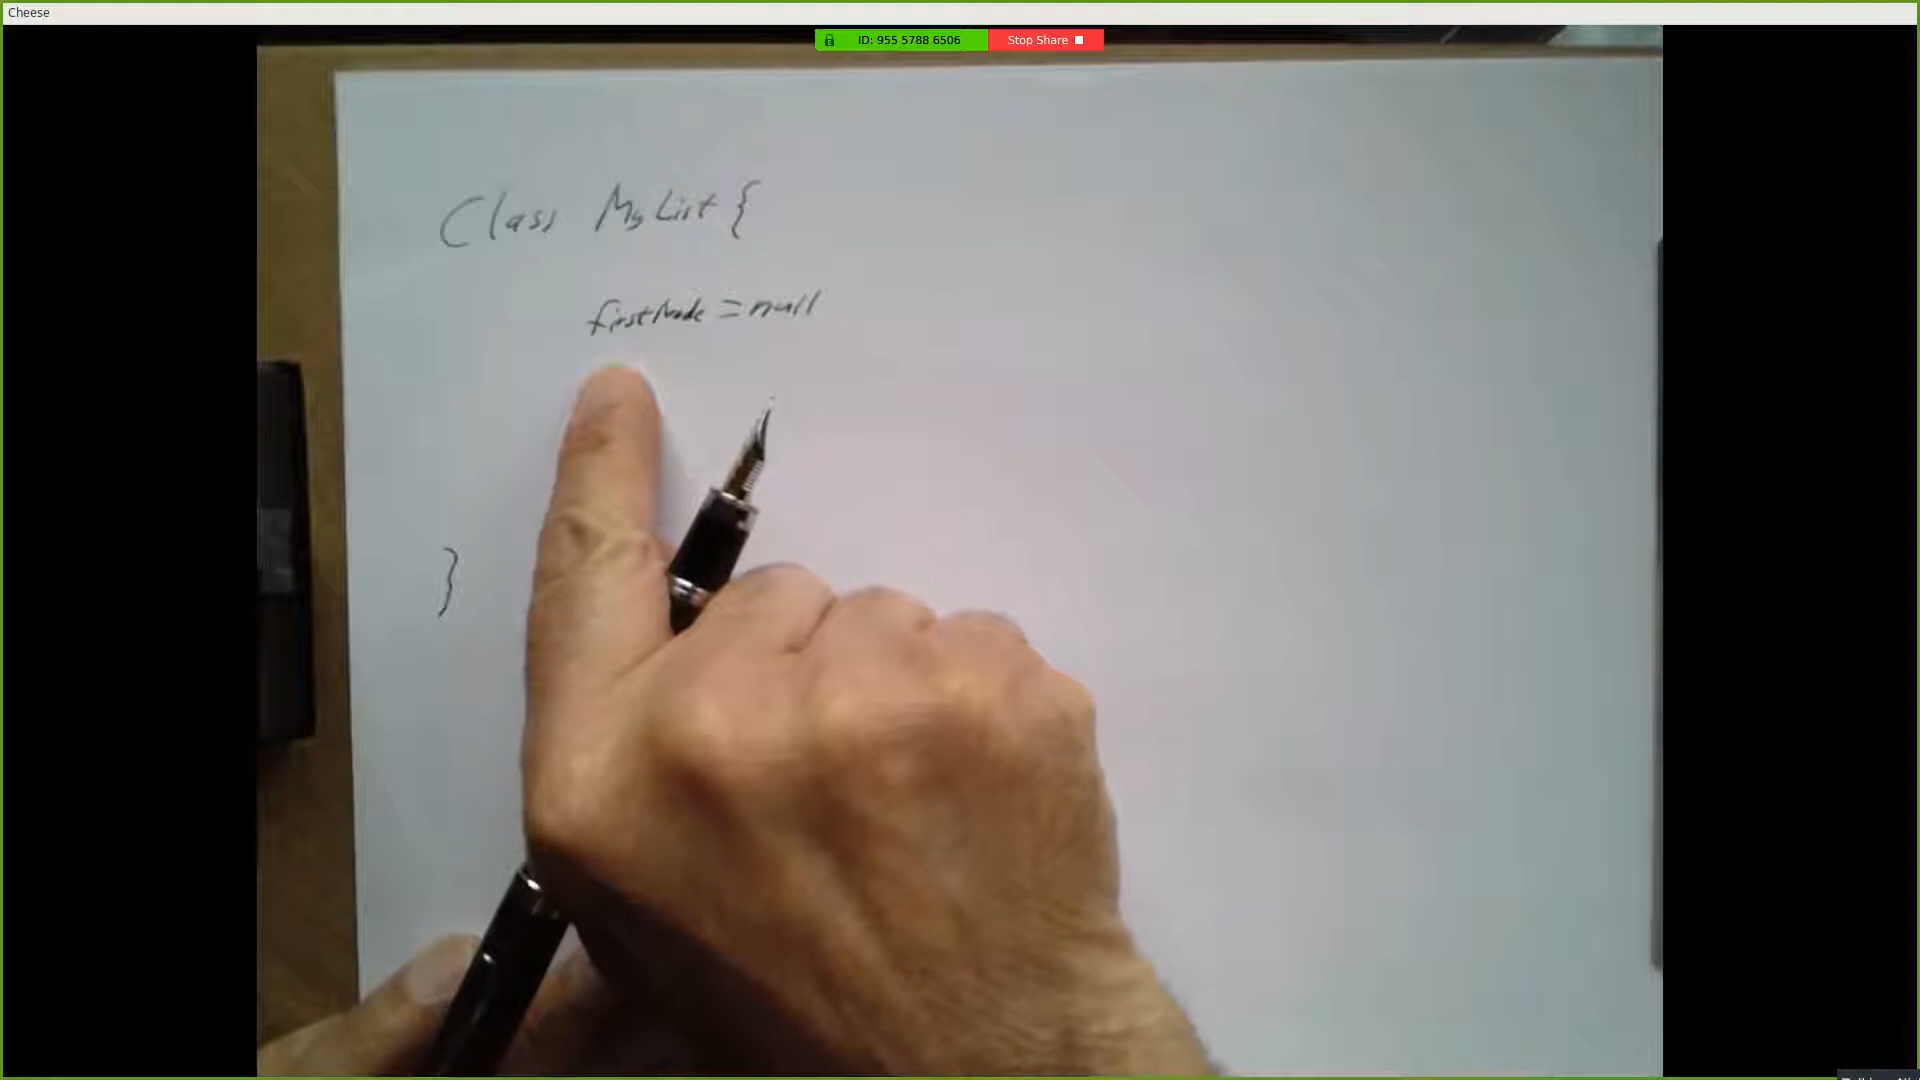 Cheese
ID: 955 5788 6506
Stop Share
Class MyList {
firstNode = null
}